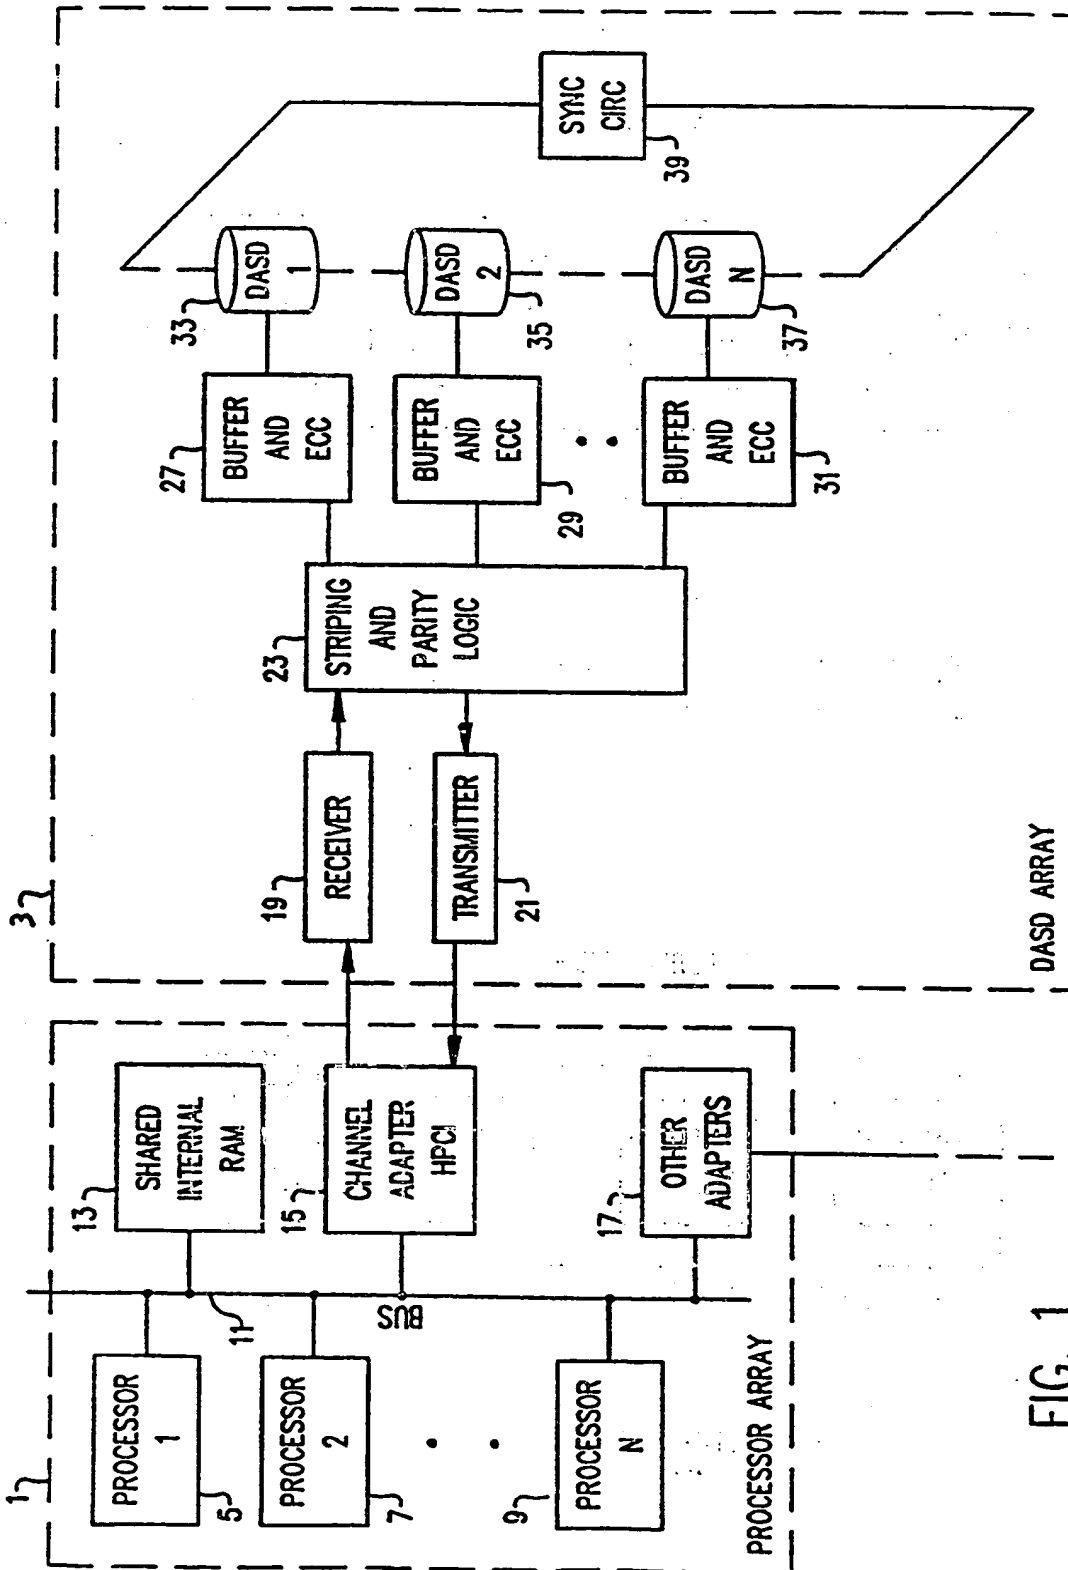 1
PROCESSOR
1
5
PROCESSOR
2
7
PROCESSOR
N
9
PROCESSOR ARRAY
11
BUS
SHARED
INTERNAL
RAM
13
CHANNEL
ADAPTER
HPCI
15
OTHER
ADAPTERS
17
3
RECEIVER
19
TRANSMITTER
21
STRIPING
AND
PARITY
LOGIC
23
BUFFER
AND
ECC
27
BUFFER
AND
ECC
29
BUFFER
AND
ECC
31
DASD
1
33
DASD
2
35
DASD
N
37
SYNC
CIRC
39
DASD ARRAY
FIG. 1